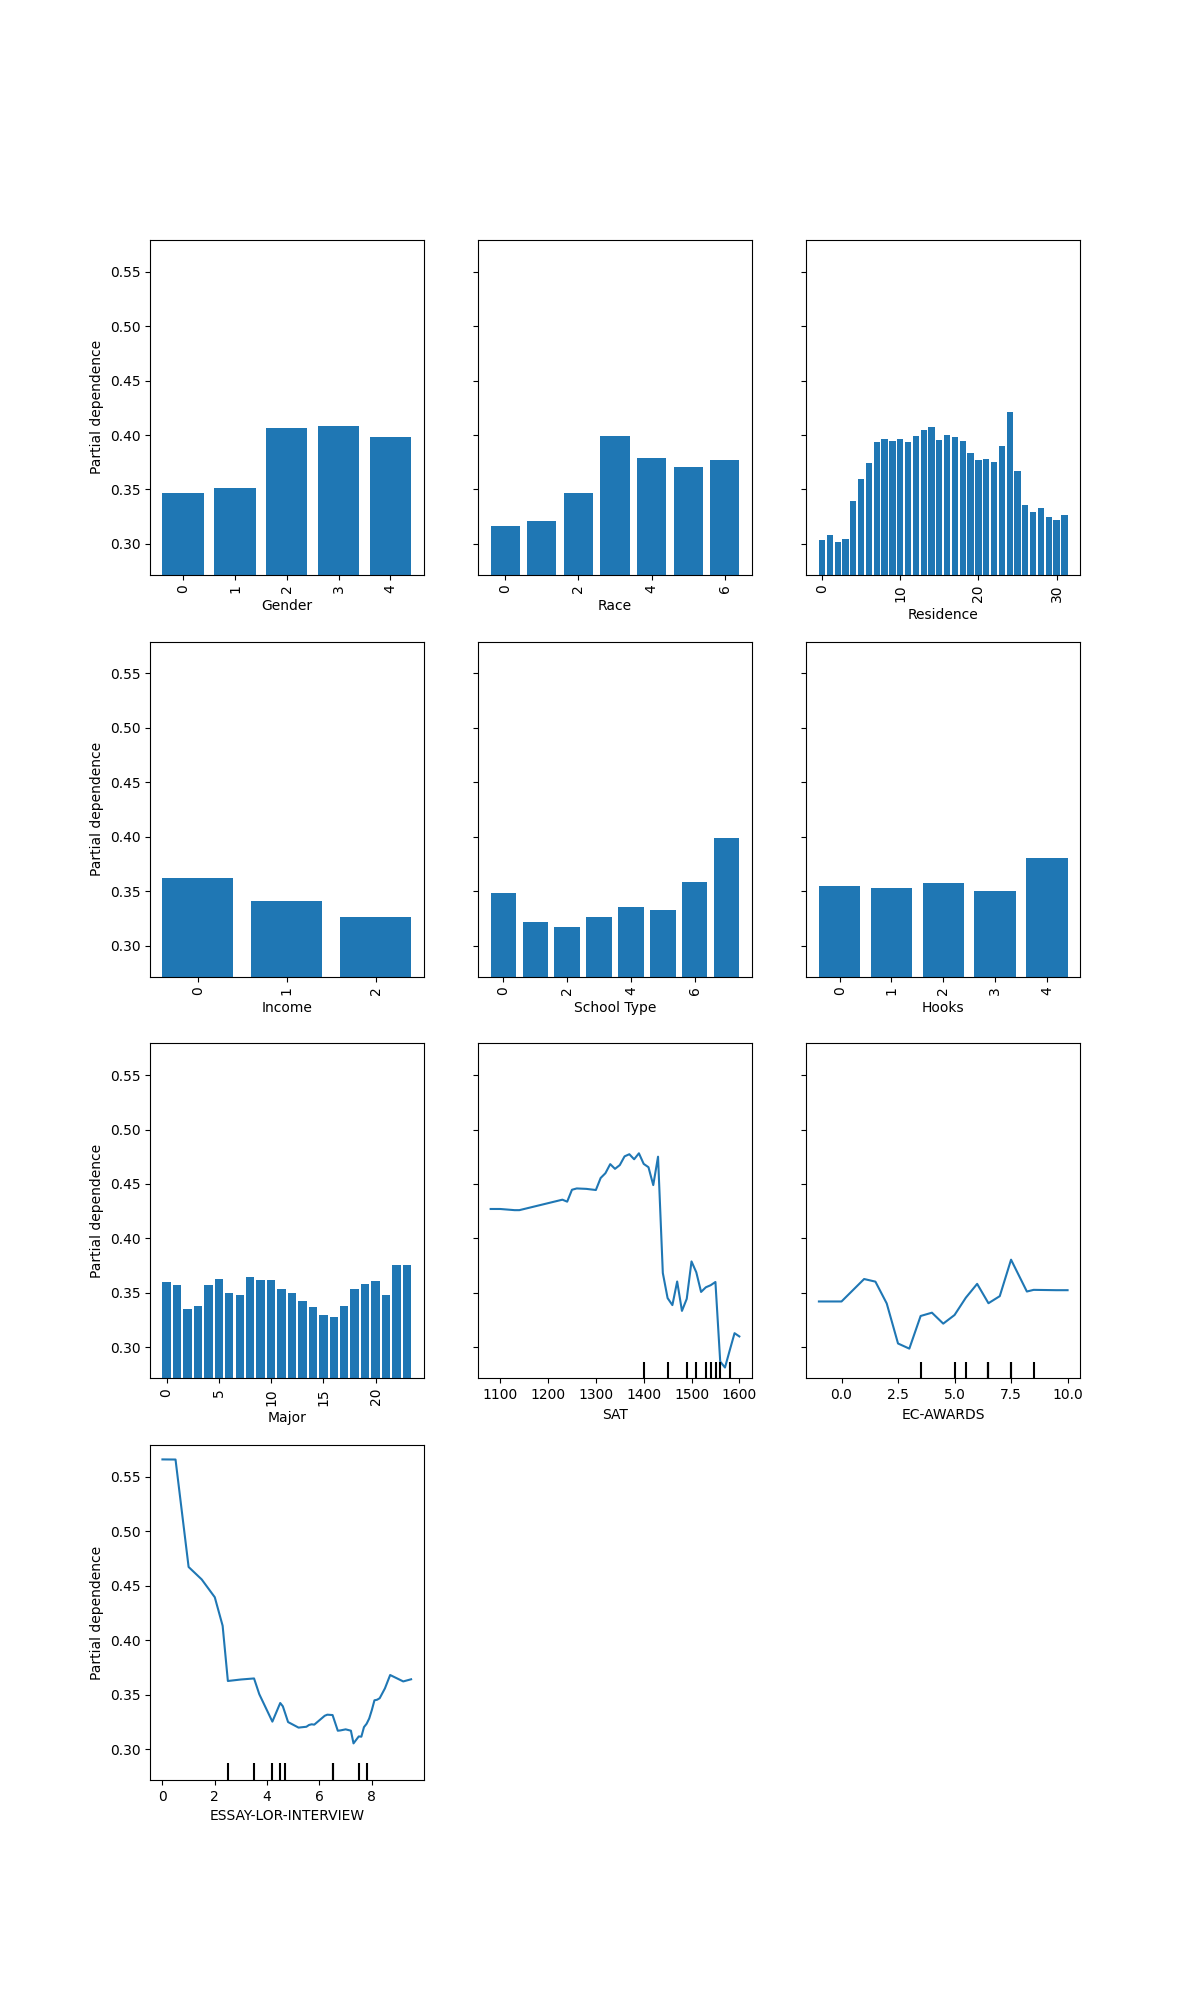 0.55
0.50
0.45
0.40
0.35
0.30
Partial dependence
0 1 2 3 4
Gender
0 2 4 6
Race
0 10 20 30
Residence
0.55
0.50
0.45
0.40
0.35
0.30
Partial dependence
0 1 2
Income
0 2 4 6
School Type
0 1 2 3 4
Hooks
0.55
0.50
0.45
0.40
0.35
0.30
Partial dependence
0 5 10 15 20
Major
1100 1200 1300 1400 1500 1600
SAT
0.0 2.5 5.0 7.5 10.0
EC-AWARDS
0.55
0.50
0.45
0.40
0.35
0.30
Partial dependence
0 2 4 6 8
ESSAY-LOR-INTERVIEW